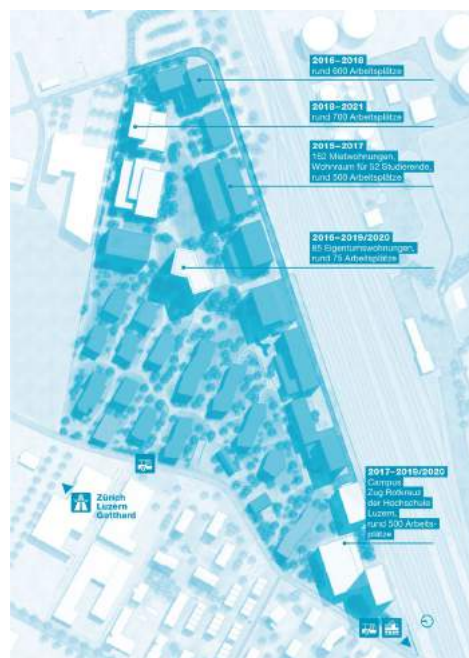 2016–2018
rund 600 Arbeitsplätze
2018–2021
rund 700 Arbeitsplätze
2015–2017
152 Mietwohnungen,
Wohnraum für 52 Studierende,
rund 500 Arbeitsplätze
2016–2019/2020
85 Eigentumswohnungen,
rund 75 Arbeitsplätze
2017–2019/2020
Campus
Zug Rotkreuz
der Hochschule
Luzern,
rund 500 Arbeits-
plätze
Zürich
Luzern
Gotthard